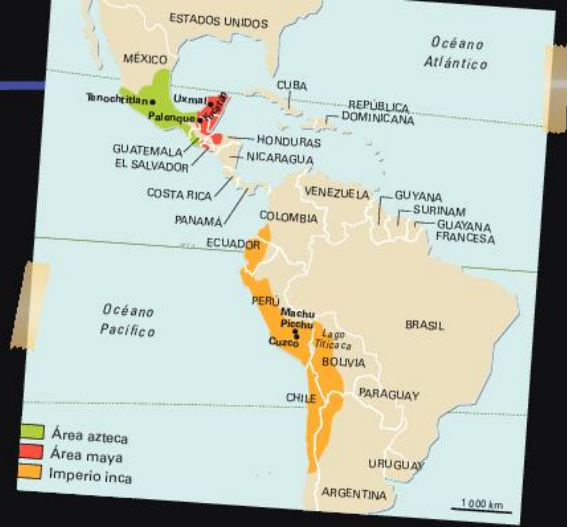 ESTADOS UNIDOS
Océano
Atlántico
MÉXICO
CUBA
Tenochtitlan
Uxmal
Yucatán
REPÚBLICA
DOMINICANA
Palenque
HONDURAS
GUATEMALA
EL SALVADOR
NICARAGUA
COSTA RICA
VENEZUELA
GUYANA
SURINAM
PANAMÁ
COLOMBIA
GUAYANA
FRANCESA
ECUADOR
PERÚ
Machu
Picchu
Océano
Pacífico
Lago
Titicaca
BRASIL
Cuzco
BOLIVIA
CHILE
PARAGUAY
Área azteca
Área maya
Imperio inca
URUGUAY
ARGENTINA
1 000 km